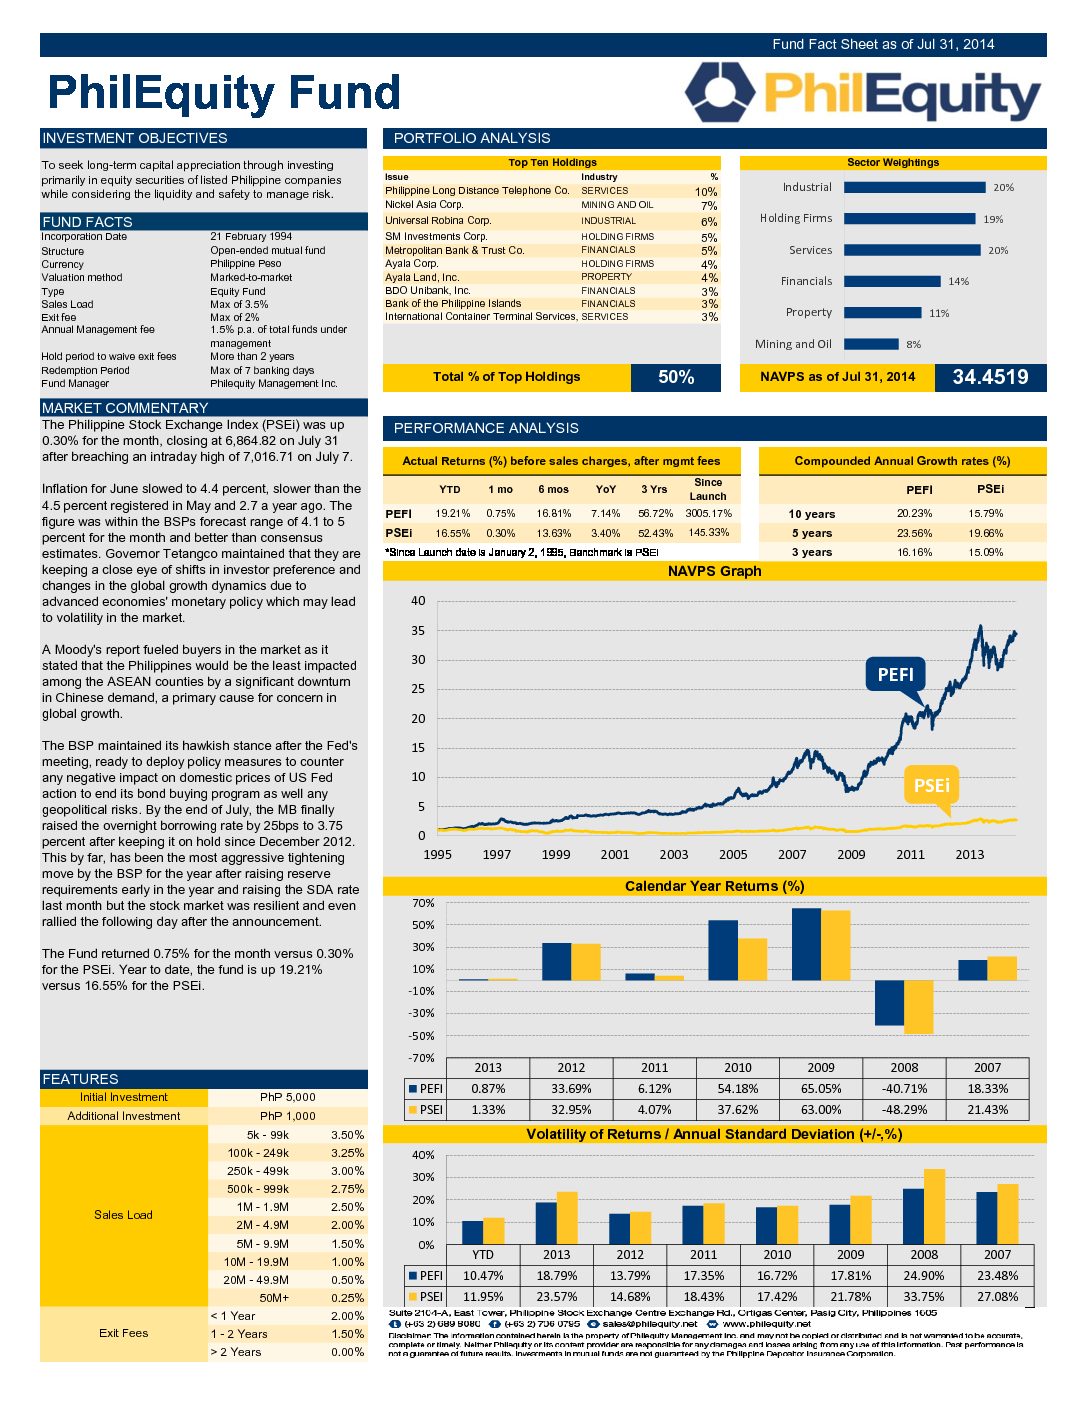 Fund Fact Sheet as of Jul 31, 2014
PhilEquity Fund
PhilEquity
INVESTMENT OBJECTIVES
To seek long-term capital appreciation through investing
primarily in equity securities of listed Philippine companies
while considering the liquidity and safety to manage risk.
FUND FACTS
Incorporation Date 21 February 1994
Structure Open-ended mutual fund
Currency Philippine Peso
Valuation method Marked-to-market
Type Equity Fund
Sales Load Max of 3.5%
Exit fee Max of 2%
Annual Management fee 1.5% p.a. of total funds under
management
Hold period to waive exit fees More than 2 years
Redemption Period Max of 7 banking days
Fund Manager Philequity Management Inc.
MARKET COMMENTARY
The Philippine Stock Exchange Index (PSEi) was up
0.30% for the month, closing at 6,864.82 on July 31
after breaching an intraday high of 7,016.71 on July 7.
Inflation for June slowed to 4.4 percent, slower than the
4.5 percent registered in May and 2.7 a year ago. The
figure was within the BSPs forecast range of 4.1 to 5
percent for the month and better than consensus
estimates. Governor Tetangco maintained that they are
keeping a close eye of shifts in investor preference and
changes in the global growth dynamics due to
advanced economies' monetary policy which may lead
to volatility in the market.
A Moody's report fueled buyers in the market as it
stated that the Philippines would be the least impacted
among the ASEAN counties by a significant downturn
in Chinese demand, a primary cause for concern in
global growth.
The BSP maintained its hawkish stance after the Fed's
meeting, ready to deploy policy measures to counter
any negative impact on domestic prices of US Fed
action to end its bond buying program as well any
geopolitical risks. By the end of July, the MB finally
raised the overnight borrowing rate by 25bps to 3.75
percent after keeping it on hold since December 2012.
This by far, has been the most aggressive tightening
move by the BSP for the year after raising reserve
requirements early in the year and raising the SDA rate
last month but the stock market was resilient and even
rallied the following day after the announcement.
The Fund returned 0.75% for the month versus 0.30%
for the PSEi. Year to date, the fund is up 19.21%
versus 16.55% for the PSEi.
FEATURES
Initial Investment PhP 5,000
Additional Investment PhP 1,000
Sales Load
5k - 99k 3.50%
100k - 249k 3.25%
250k - 499k 3.00%
500k - 999k 2.75%
1M - 1.9M 2.50%
2M - 4.9M 2.00%
5M - 9.9M 1.50%
10M - 19.9M 1.00%
20M - 49.9M 0.50%
50M+ 0.25%
Exit Fees
< 1 Year 2.00%
1 - 2 Years 1.50%
> 2 Years 0.00%
PORTFOLIO ANALYSIS
Top Ten Holdings
Issue Industry %
Philippine Long Distance Telephone Co. SERVICES 10%
Nickel Asia Corp. MINING AND OIL 7%
Universal Robina Corp. INDUSTRIAL 6%
SM Investments Corp. HOLDING FIRMS 5%
Metropolitan Bank & Trust Co. FINANCIALS 5%
Ayala Corp. HOLDING FIRMS 4%
Ayala Land, Inc. PROPERTY 4%
BDO Unibank, Inc. FINANCIALS 3%
Bank of the Philippine Islands FINANCIALS 3%
International Container Terminal Services, SERVICES 3%
Total % of Top Holdings 50%
Sector Weightings
Industrial 20%
Holding Firms 19%
Services 20%
Financials 14%
Property 11%
Mining and Oil 8%
NAVPS as of Jul 31, 2014 34.4519
PERFORMANCE ANALYSIS
Actual Returns (%) before sales charges, after mgmt fees
YTD 1 mo 6 mos YoY 3 Yrs Since Launch
PEFI 19.21% 0.75% 16.81% 7.14% 56.72% 3005.17%
PSEi 16.55% 0.30% 13.63% 3.40% 52.43% 145.33%
*Since Launch date is January 2, 1995, Benchmark is PSEi
Compounded Annual Growth rates (%)
PEFI PSEi
10 years 20.23% 15.79%
5 years 23.56% 19.66%
3 years 16.16% 15.09%
NAVPS Graph
40
35
30
25
20
15
10
5
0
PEFI
PSEi
1995 1997 1999 2001 2003 2005 2007 2009 2011 2013
Calendar Year Returns (%)
70%
50%
30%
10%
-10%
-30%
-50%
-70%
2013 2012 2011 2010 2009 2008 2007
PEFI 0.87% 33.69% 6.12% 54.18% 65.05% -40.71% 18.33%
PSEI 1.33% 32.95% 4.07% 37.62% 63.00% -48.29% 21.43%
Volatility of Returns / Annual Standard Deviation (+/-,%)
40%
30%
20%
10%
0%
YTD 2013 2012 2011 2010 2009 2008 2007
PEFI 10.47% 18.79% 13.79% 17.35% 16.72% 17.81% 24.90% 23.48%
PSEI 11.95% 23.57% 14.68% 18.43% 17.42% 21.78% 33.75% 27.08%
Suite 2104-A, East Tower, Philippine Stock Exchange Centre Exchange Rd., Ortigas Center, Pasig City, Philippines 1605
(+63 2) 689 8080 (+63 2) 706 0795 sales@philequity.net www.philequity.net
Disclaimer: The information contained herein is the property of Philequity Management Inc. and may not be copied or distributed and is not warranted to be accurate,
complete or timely. Neither Philequity or its content provider are responsible for any damages and losses arising from any use of this information. Past performance is
not a guarantee of future results. Investments in mutual funds are not guaranteed by the Philippine Depositor Insurance Corporation.